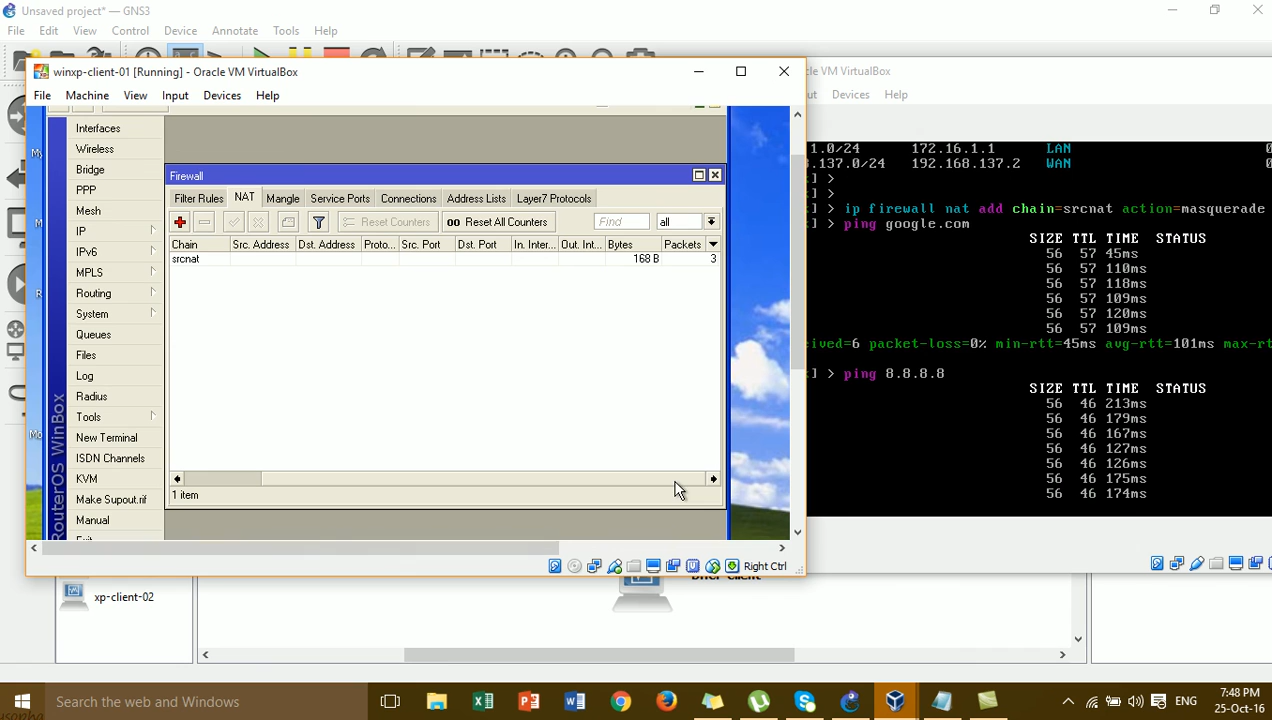 Unsaved project* — GNS3
File Edit View Control Device Annotate Tools Help
winxp-client-01 [Running] - Oracle VM VirtualBox
File Machine View Input Devices Help
Interfaces
Wireless
Bridge
PPP
Mesh
IP
IPv6
MPLS
Routing
System
Queues
Files
Log
Radius
Tools
New Terminal
ISDN Channels
KVM
Make Supout.rif
Manual
RouterOS WinBox
Firewall
Filter Rules NAT Mangle Service Ports Connections Address Lists Layer7 Protocols
Reset Counters 00 Reset All Counters Find all
Chain Src. Address Dst. Address Proto... Src. Port Dst. Port In. Inter... Out. Int... Bytes Packets
srcnat 168 B 3
1 item
Right Ctrl
cle VM VirtualBox
ut Devices Help
1.0/24 172.16.1.1 LAN
.137.0/24 192.168.137.2 WAN
] >
] >
] > ip firewall nat add chain=srcnat action=masquerade
] > ping google.com
SIZE TTL TIME STATUS
56 57 45ms
56 57 110ms
56 57 118ms
56 57 109ms
56 57 120ms
56 57 109ms
ived=6 packet-loss=0% min-rtt=45ms avg-rtt=101ms max-rt
] > ping 8.8.8.8
SIZE TTL TIME STATUS
56 46 213ms
56 46 179ms
56 46 167ms
56 46 127ms
56 46 126ms
56 46 175ms
56 46 174ms
xp-client-02
Search the web and Windows
ENG
7:48 PM
25-Oct-16